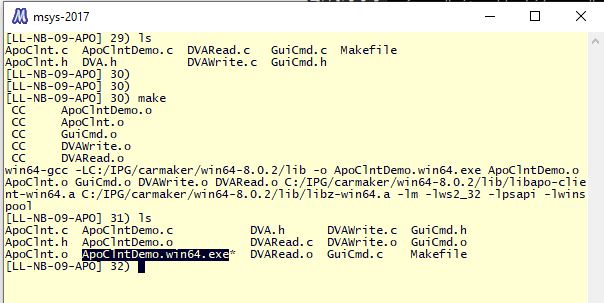 msys-2017
[LL-NB-09-APO] 29) ls
ApoClnt.c ApoClntDemo.c DVARead.c GuiCmd.c Makefile
ApoClnt.h DVA.h DVAWrite.c GuiCmd.h
[LL-NB-09-APO] 30)
[LL-NB-09-APO] 30)
[LL-NB-09-APO] 30) make
CC ApoClntDemo.o
CC ApoClnt.o
CC GuiCmd.o
CC DVAWrite.o
CC DVARead.o
win64-gcc -LC:/IPG/carmaker/win64-8.0.2/lib -o ApoClntDemo.win64.exe ApoClntDemo.o
ApoClnt.o GuiCmd.o DVAWrite.o DVARead.o C:/IPG/carmaker/win64-8.0.2/lib/libapo-clie
nt-win64.a C:/IPG/carmaker/win64-8.0.2/lib/libz-win64.a -lm -lws2_32 -lpsapi -lwins
pool
[LL-NB-09-APO] 31) ls
ApoClnt.c ApoClntDemo.c DVA.h DVAWrite.c GuiCmd.h
ApoClnt.h ApoClntDemo.o DVARead.c DVAWrite.o GuiCmd.o
ApoClnt.o ApoClntDemo.win64.exe* DVARead.o GuiCmd.c Makefile
[LL-NB-09-APO] 32)